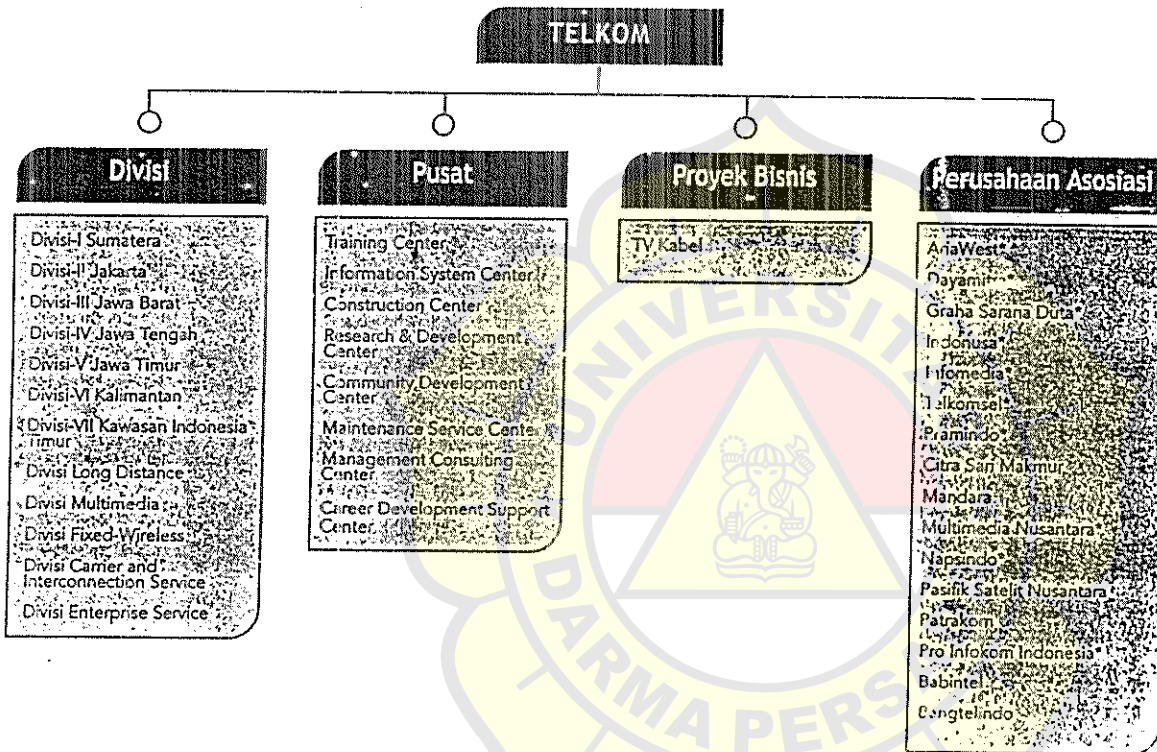 TELKOM
Divisi
Divisi-I Sumatera
Divisi-II Jakarta
Divisi-III Jawa Barat
Divisi-IV Jawa Tengah
Divisi-V Jawa Timur
Divisi-VI Kalimantan
Divisi-VII Kawasan Indonesia
Timur
Divisi Long Distance
Divisi Multimedia
Divisi Fixed-Wireless
Divisi Carrier and
Interconnection Service
Divisi Enterprise Service
Pusat
Training Center
Information System Center
Construction Center
Research & Development
Center
Community Development
Center
Maintenance Service Center
Management Consulting
Center
Career Development Support
Center
Proyek Bisnis
TV Kabel
Perusahaan Asosiasi
AriaWest
Dayamitra
Graha Sarana Duta
Indonusa
Infomedia
Telkomsel
Pramindo
Citra Sari Makmur
Mandara
Multimedia Nusantara
Napsindo
Pasifik Satelit Nusantara
Patrakom
Pro Infokom Indonesia
Babintel
Bangtelindo
UNIVERSITA
DARMA PERS